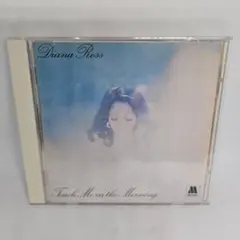 Diana Ross
Touch Me in the Morning